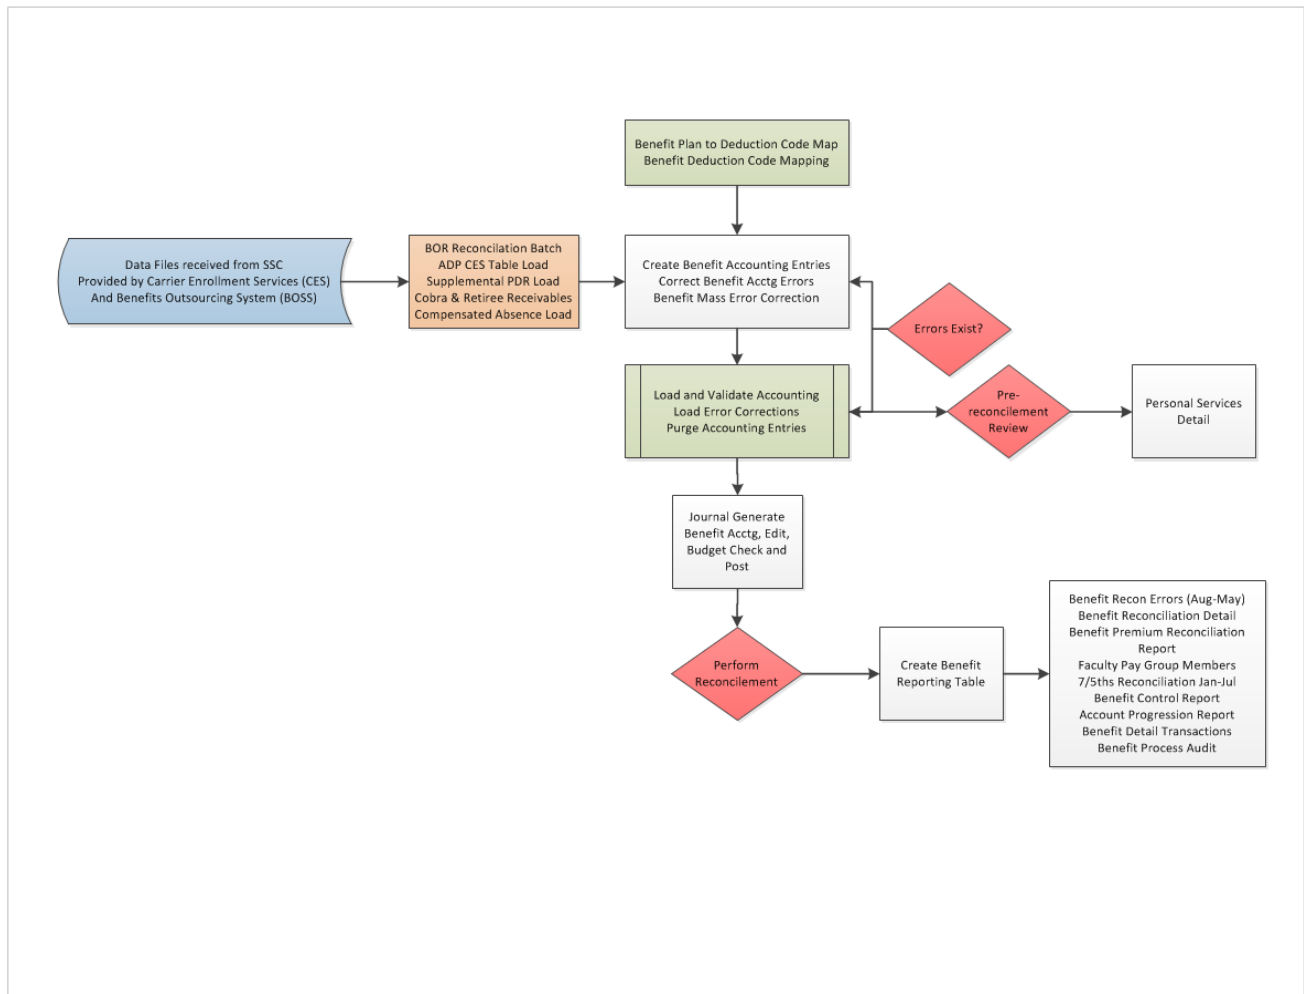 Benefit Plan to Deduction Code Map
Benefit Deduction Code Mapping
Data Files received from SSC
Provided by Carrier Enrollment Services (CES)
And Benefits Outsourcing System (BOSS)
BOR Reconcilation Batch
ADP CES Table Load
Supplemental PDR Load
Cobra & Retiree Receivables
Compensated Absence Load
Create Benefit Accounting Entries
Correct Benefit Acctg Errors
Benefit Mass Error Correction
Errors Exist?
Load and Validate Accounting
Load Error Corrections
Purge Accounting Entries
Pre-
reconcilement
Review
Personal Services
Detail
Journal Generate
Benefit Acctg, Edit,
Budget Check and
Post
Perform
Reconcilement
Create Benefit
Reporting Table
Benefit Recon Errors (Aug-May)
Benefit Reconciliation Detail
Benefit Premium Reconciliation
Report
Faculty Pay Group Members
7/5ths Reconciliation Jan-Jul
Benefit Control Report
Account Progression Report
Benefit Detail Transactions
Benefit Process Audit